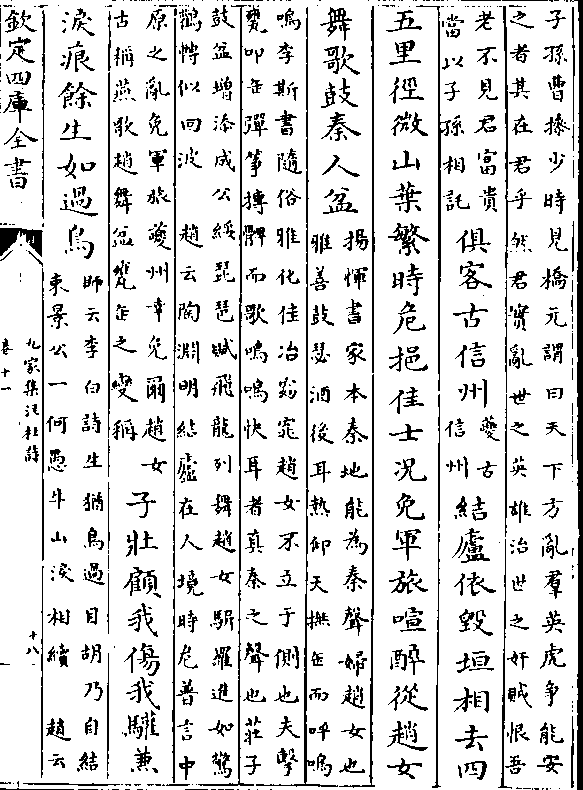 子孫曹操少時見橋元謂曰天下方亂羣英虎争能安
之者其在君乎然君實亂世之英雄治世之奸賊恨吾
老不見君富貴
當以子孫相託
俱客古信州
夔古
信州
結廬依毀垣相去四
五里徑微山葉繁時危挹佳士况免軍旅喧醉從趙女
舞歌鼓秦人盆
楊惲書家本秦地能為秦聲婦趙女也
雅善鼓瑟酒後耳熱仰天撫缶而呼嗚
嗚李斯書隨俗雅化佳冶窈窕趙女不立于側也夫擊
甕叩缶彈筝搏髀而歌嗚嗚快耳者真秦之聲也莊子
鼓盆增添成公綏琵琶賦飛龍列舞趙女駢羅進如驚
鶴轉似回波 趙云陶淵明結廬在人境時危普言中
原之亂免軍旅夔州幸免爾趙女
古稱燕歌趙舞盆甕缶之變稱
子壯顧我傷我驩兼
淚痕餘生如過鳥
師云李白詩生猶鳥過目胡乃自結
束景公一何愚牛山淚相續 趙云
欽定四庫全書
九家集注杜詩
卷十一
十八